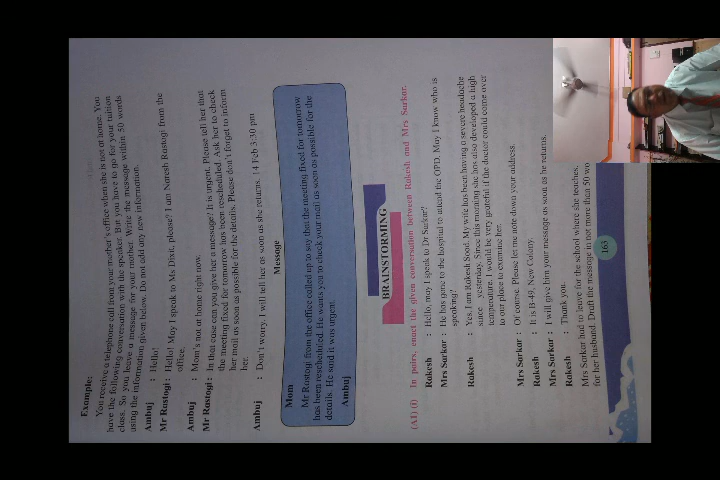 Example:
You receive a telephone call from your mother's office when she is not at home. You
have the following conversation with the speaker. But you have to go for your tuition
class. So you leave a message for your mother. Write the message within 50 words
using the information given below. Do not add any new information.
Ambuj : Hello!
Mr Rastogi : Hello! May I speak to Ms Dixit, please? I am Naresh Rastogi from the
office.
Ambuj : Mom's not at home right now.
Mr Rastogi : In that case can you give her a message? It is urgent. Please tell her that
the meeting fixed for tomorrow has been rescheduled. Ask her to check
her mail as soon as possible for the details. Please don't forget to inform
her.
Ambuj : Don't worry, I will tell her as soon as she returns. 14 Feb 3:30 pm
Message
Mom
Mr Rastogi from the office called up to say that the meeting fixed for tomorrow
has been rescheduled. He wants you to check your mail as soon as possible for the
details. He said it was urgent.
Ambuj
BRAINSTORMING
(A1) (i) In pairs, enact the given conversation between Rakesh and Mrs Sarkar.
Rakesh : Hello, may I speak to Dr Sarkar?
Mrs Sarkar : He has gone to the hospital to attend the OPD. May I know who is
speaking?
Rakesh : Yes, I am Rakesh Sood. My wife has been having a severe headache
since yesterday. Since this morning she has also developed a high
temperature. I would be very grateful if the doctor could come over
to our place to examine her.
Mrs Sarkar : Of course. Please let me note down your address.
Rakesh : It is B-49, New Colony.
Mrs Sarkar : I will give him your message as soon as he returns.
Rakesh : Thank you.
Mrs Sarkar had to leave for the school where she teaches.
for her husband. Draft the message in not more than 50 wo
163